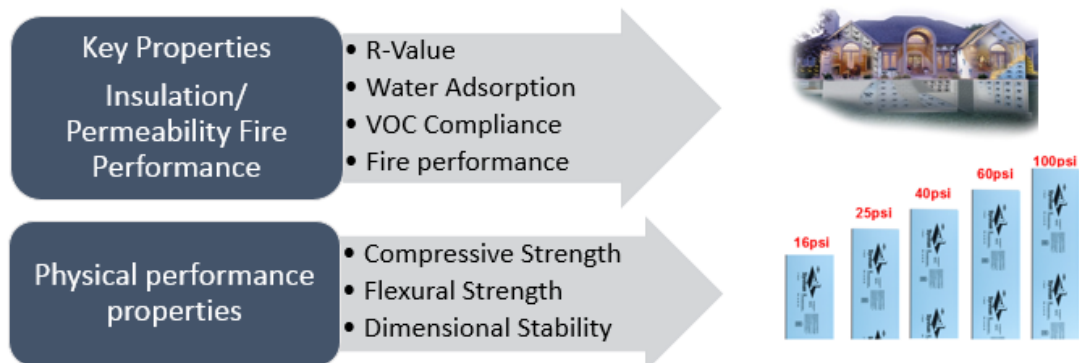 Key Properties
Insulation/
Permeability Fire
Performance
• R-Value
• Water Adsorption
• VOC Compliance
• Fire performance
Physical performance
properties
• Compressive Strength
• Flexural Strength
• Dimensional Stability
16psi
25psi
40psi
60psi
100psi